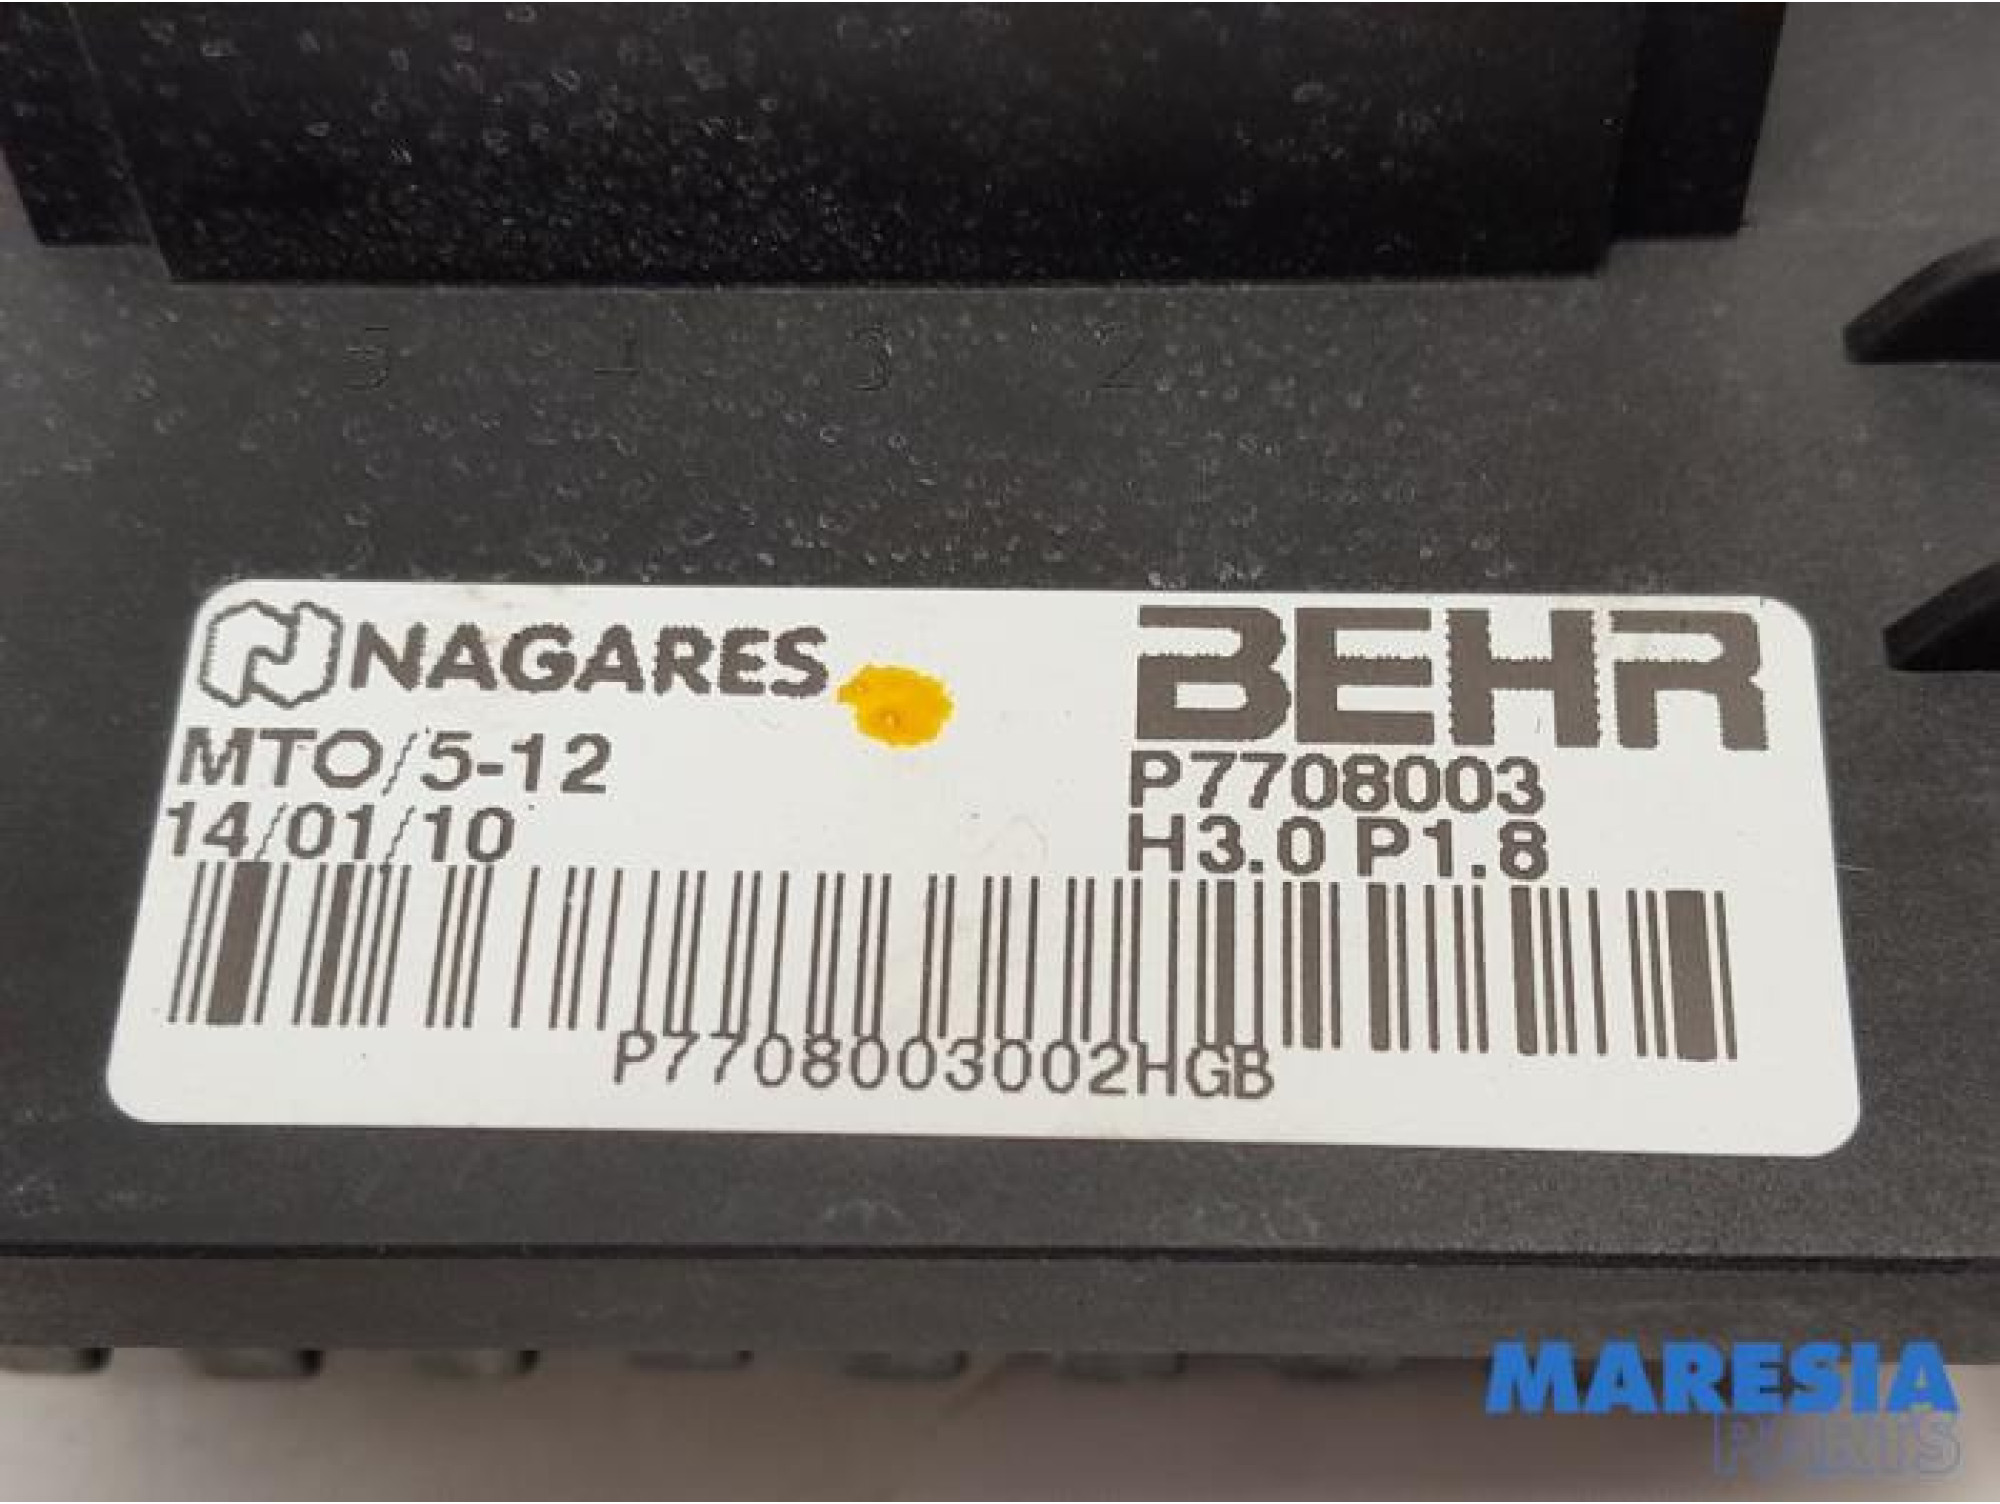 5 4 3 2
NAGARES
MTO/5-12
14/01/10
BEHR
P7708003
H3.0 P1.8
P7708003002HGB
MARESIA
PARTS